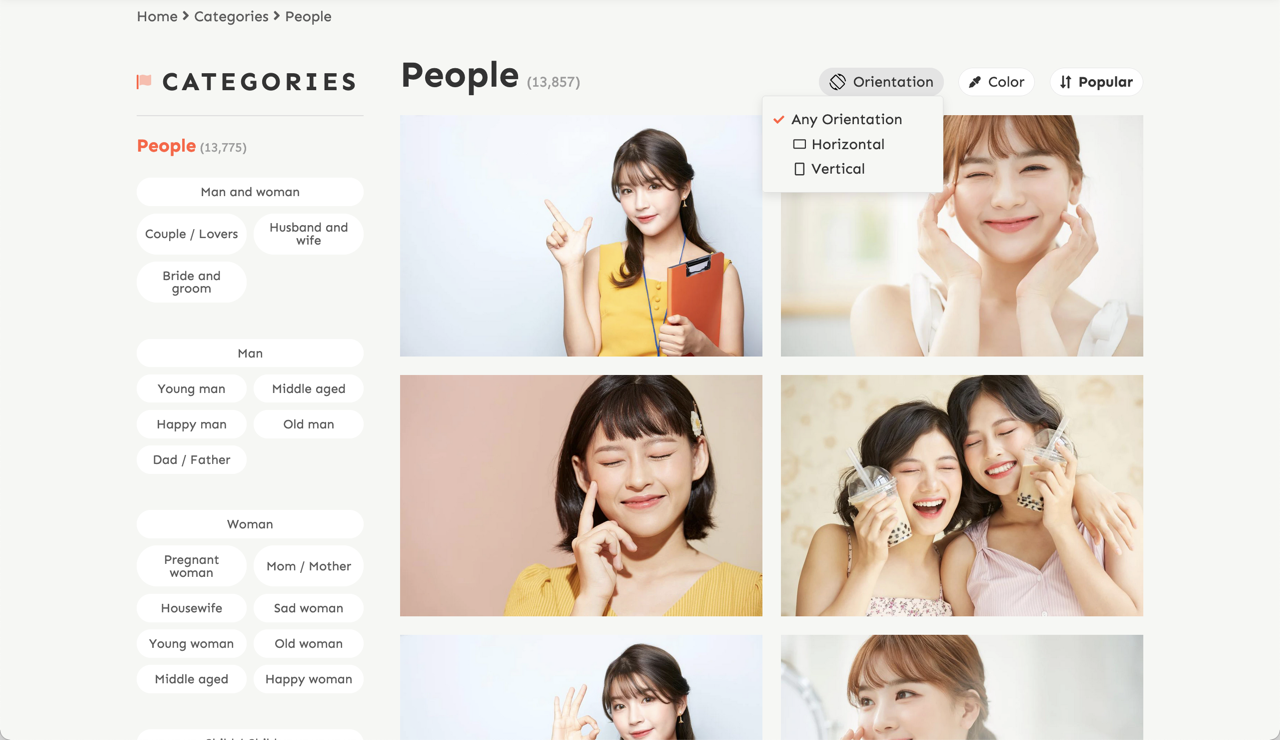 Home > Categories > People
CATEGORIES
People (13,775)
Man and woman
Couple / Lovers
Husband and
wife
Bride and
groom
Man
Young man
Middle aged
Happy man
Old man
Dad / Father
Woman
Pregnant
woman
Mom / Mother
Housewife
Sad woman
Young woman
Old woman
Middle aged
Happy woman
People (13,857)
Orientation
Color
Popular
Any Orientation
Horizontal
Vertical